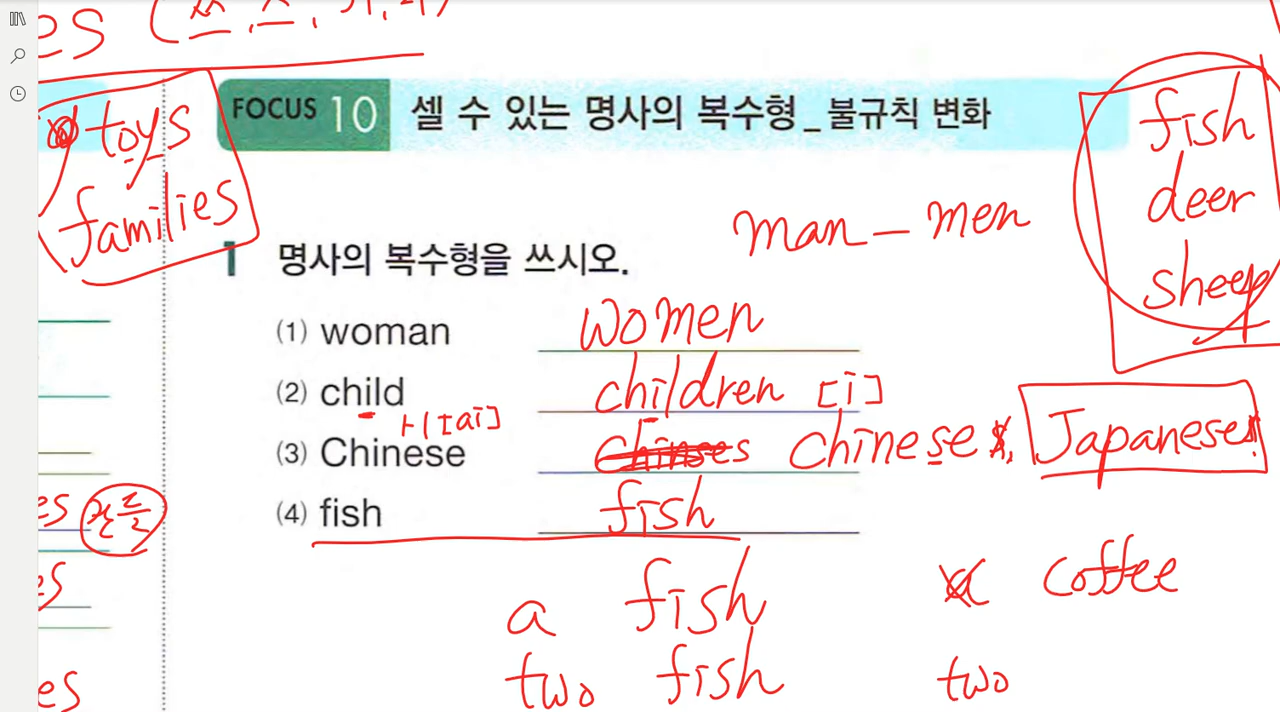 es (
toys
families
FOCUS 10 셀 수 있는 명사의 복수형_불규칙 변화
fish
deer
sheep
man - men
1 명사의 복수형을 쓰시오.
(1) woman women
(2) child children [i]
ㅏㅣ[ai]
(3) Chinese Chinese, Japanese
(4) fish fish
es
es
es
a fish
two fish
coffee
two